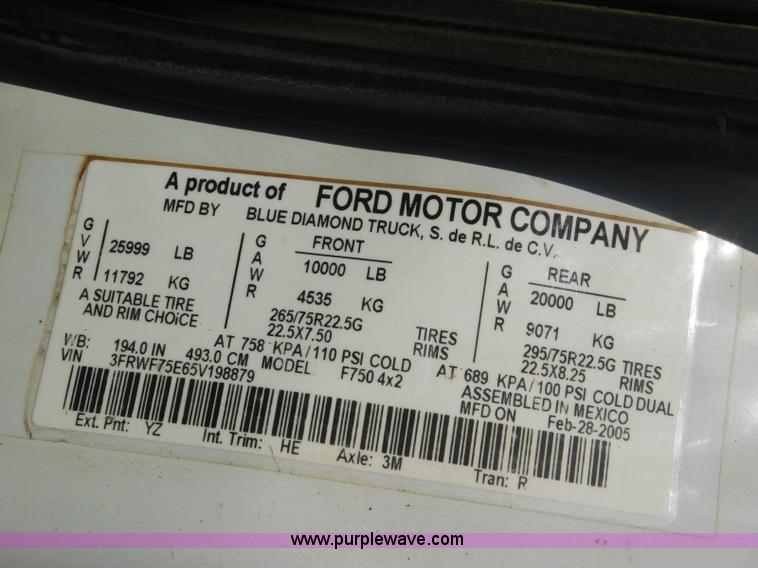 A product of FORD MOTOR COMPANY
MFD BY BLUE DIAMOND TRUCK, S. de R.L. de C.V.
GVWR 25999 LB
11792 KG
GAWR FRONT
10000 LB
4535 KG
GAWR REAR
20000 LB
9071 KG
A SUITABLE TIRE
AND RIM CHOiCE
265/75R22.5G TIRES
22.5X7.50 RIMS
295/75R22.5G TIRES
22.5X8.25 RIMS
AT 758 KPA/110 PSI COLD
AT 689 KPA/100 PSI COLD DUAL
W/B: 194.0 IN 493.0 CM MODEL F750 4x2
ASSEMBLED IN MEXICO
VIN 3FRWF75E65V198879
MFD ON Feb-28-2005
Ext. Pnt: YZ Int. Trim: HE Axle: 3M Tran: R
www.purplewave.com